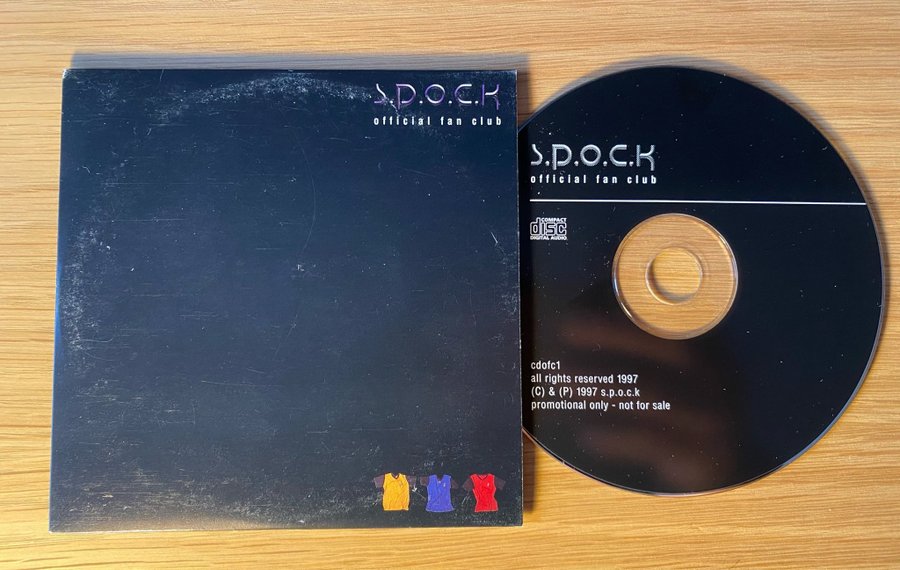 S.P.O.C.K
official fan club
S.P.O.C.K
official fan club
COMPACT
disc
DIGITAL AUDIO
cdofc1
all rights reserved 1997
(C) & (P) 1997 s.p.o.c.k
promotional only - not for sale